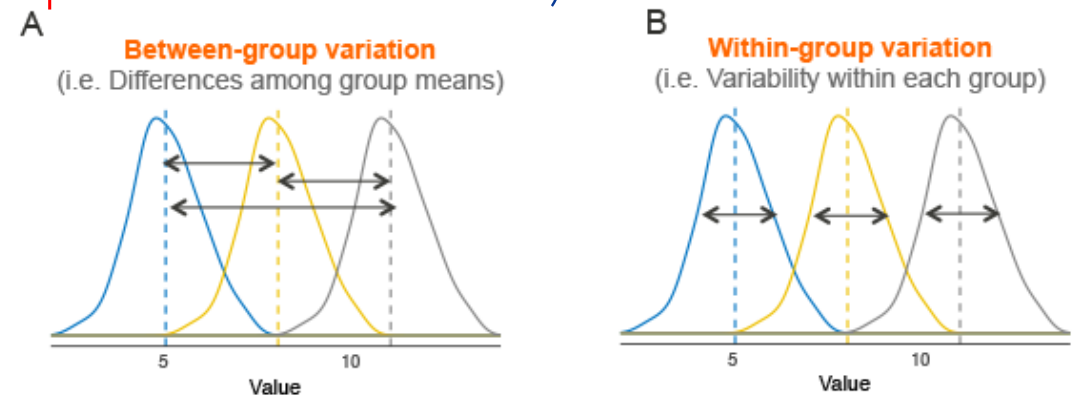 A
Between-group variation
(i.e. Differences among group means)
5
10
Value
B
Within-group variation
(i.e. Variability within each group)
5
10
Value